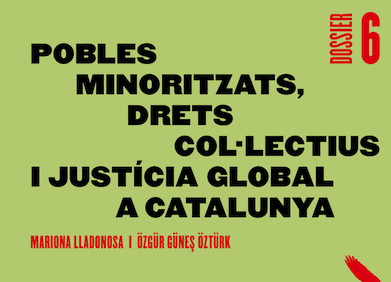 DOSSIER 6
POBLES
MINORITZATS,
DRETS
COL·LECTIUS
I JUSTÍCIA GLOBAL
A CATALUNYA
MARIONA LLADONOSA I ÖZGÜR GÜNEŞ ÖZTÜRK